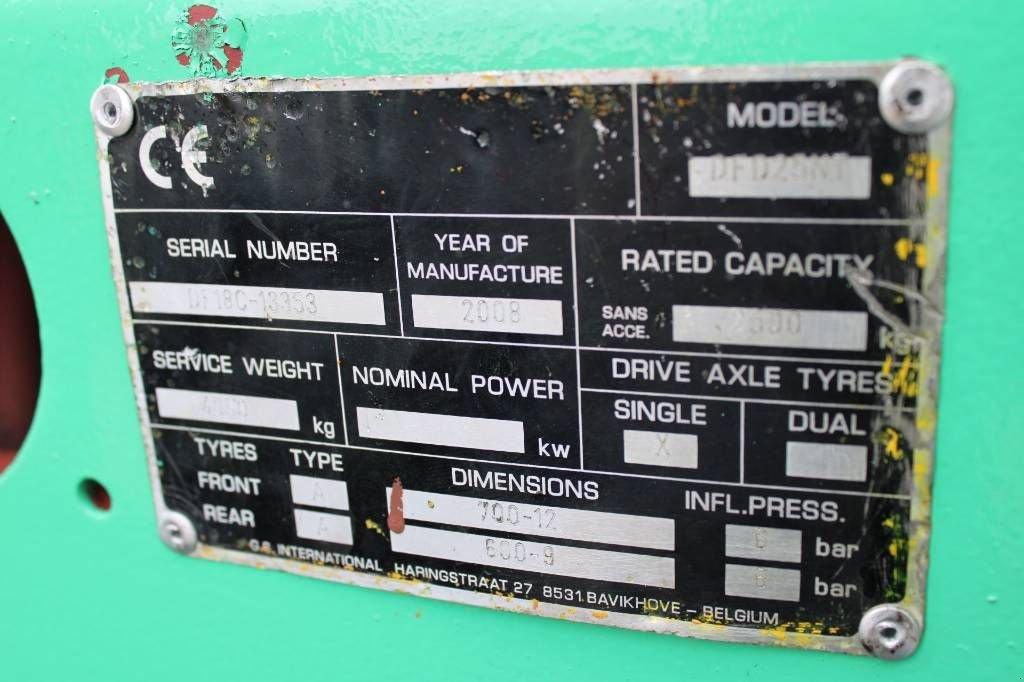 CE
MODEL
DFD25NT
SERIAL NUMBER
DF18C-13353
YEAR OF
MANUFACTURE
2008
RATED CAPACITY
SANS
ACCE.
2500
kg
SERVICE WEIGHT
kg
NOMINAL POWER
kw
DRIVE AXLE TYRES
SINGLE
DUAL
X
TYRES
TYPE
DIMENSIONS
INFL.PRESS.
FRONT
A
700-12
bar
REAR
A
600-9
bar
G.S. INTERNATIONAL HARINGSTRAAT 27 8531 BAVIKHOVE - BELGIUM